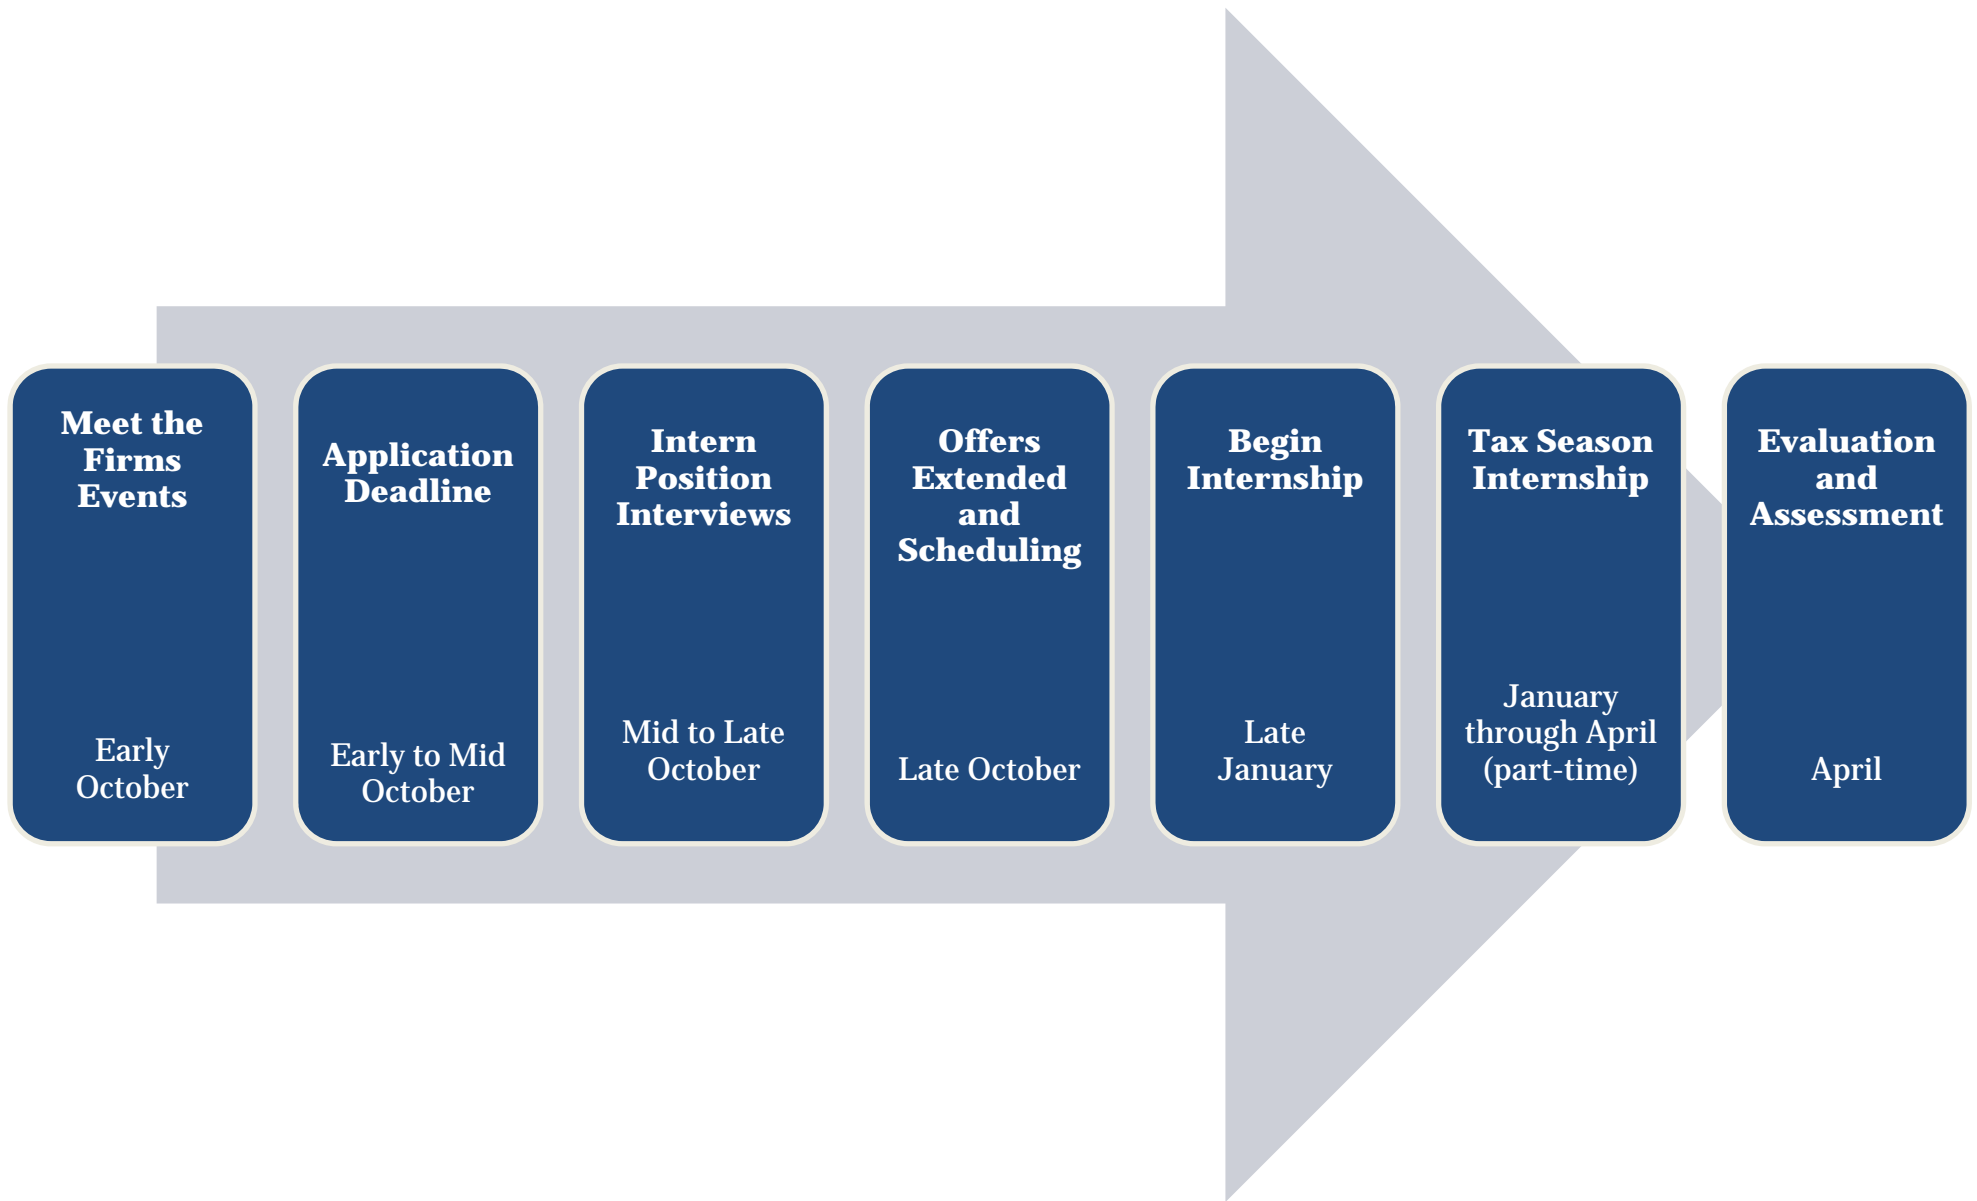 Meet the
Firms
Events
Early
October
Application
Deadline
Early to Mid
October
Intern
Position
Interviews
Mid to Late
October
Offers
Extended
and
Scheduling
Late October
Begin
Internship
Late
January
Tax Season
Internship
January
through April
(part-time)
Evaluation
and
Assessment
April